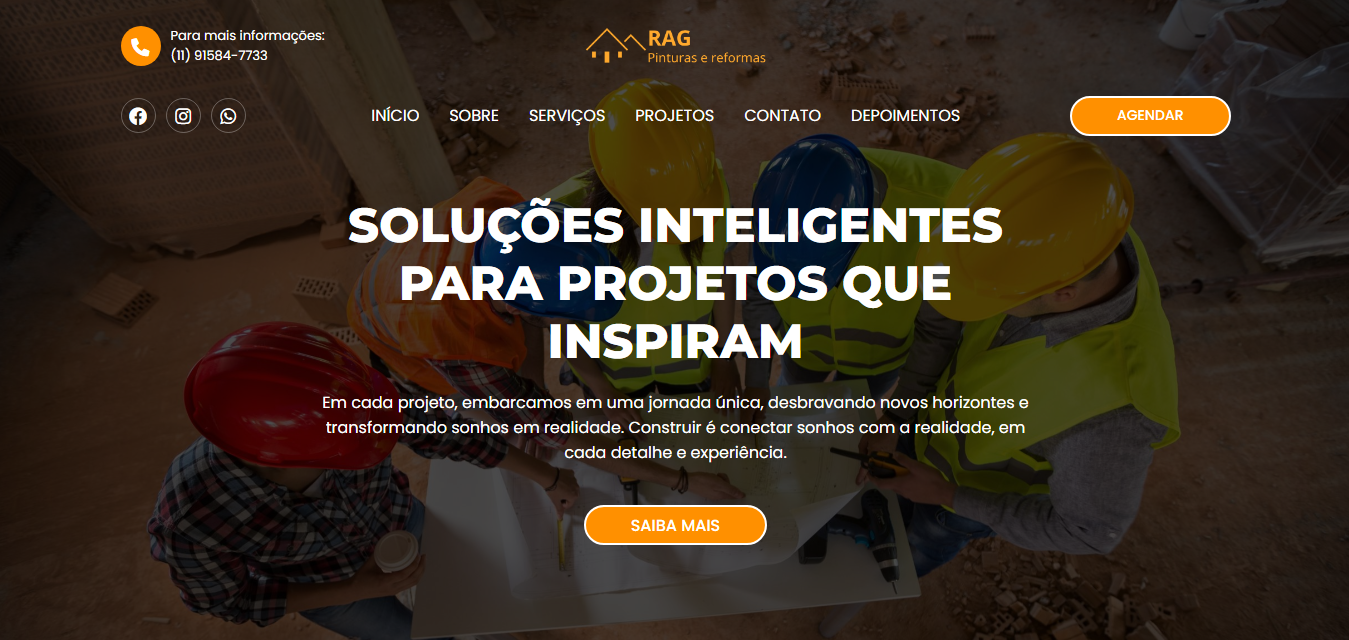 Para mais informações:
(11) 91584-7733
RAG
Pinturas e reformas
INÍCIO SOBRE SERVIÇOS PROJETOS CONTATO DEPOIMENTOS
AGENDAR
SOLUÇÕES INTELIGENTES
PARA PROJETOS QUE
INSPIRAM
Em cada projeto, embarcamos em uma jornada única, desbravando novos horizontes e
transformando sonhos em realidade. Construir é conectar sonhos com a realidade, em
cada detalhe e experiência.
SAIBA MAIS